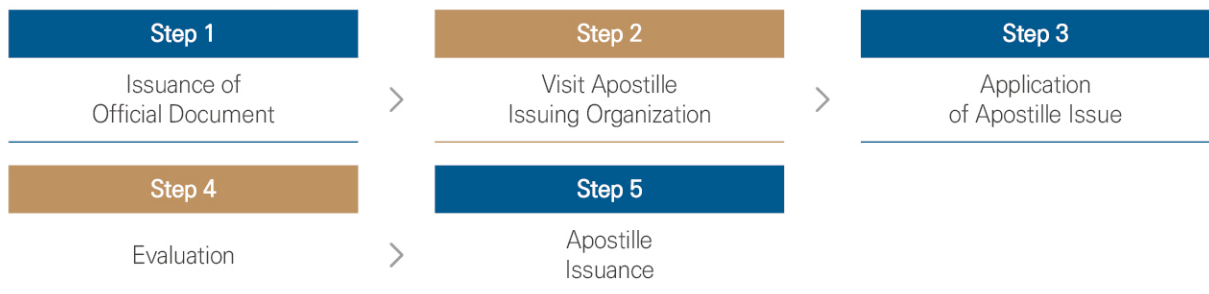 Step 1
Issuance of
Official Document
Step 2
Visit Apostille
Issuing Organization
Step 3
Application
of Apostille Issue
Step 4
Evaluation
Step 5
Apostille
Issuance